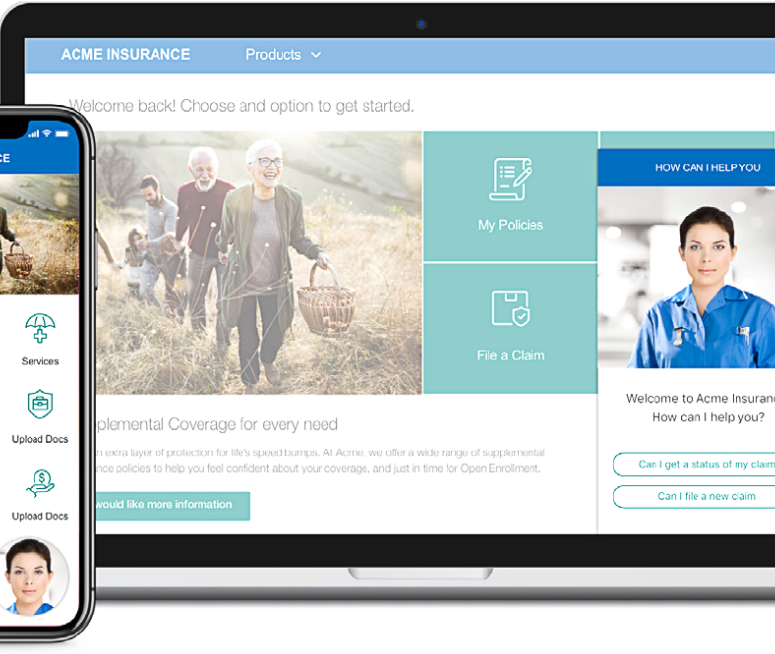 ACME INSURANCE
Products
Welcome back! Choose and option to get started.
My Policies
File a Claim
plemental Coverage for every need
n extra layer of protection for life's speed bumps. At Acme, we offer a wide range of supplemental
nce policies to help you feel confident about your coverage, and just in time for Open Enrollment.
would like more information
HOW CAN I HELP YOU
Welcome to Acme Insuran
How can I help you?
Can I get a status of my claim
Can I file a new claim
CE
Services
Upload Docs
Upload Docs